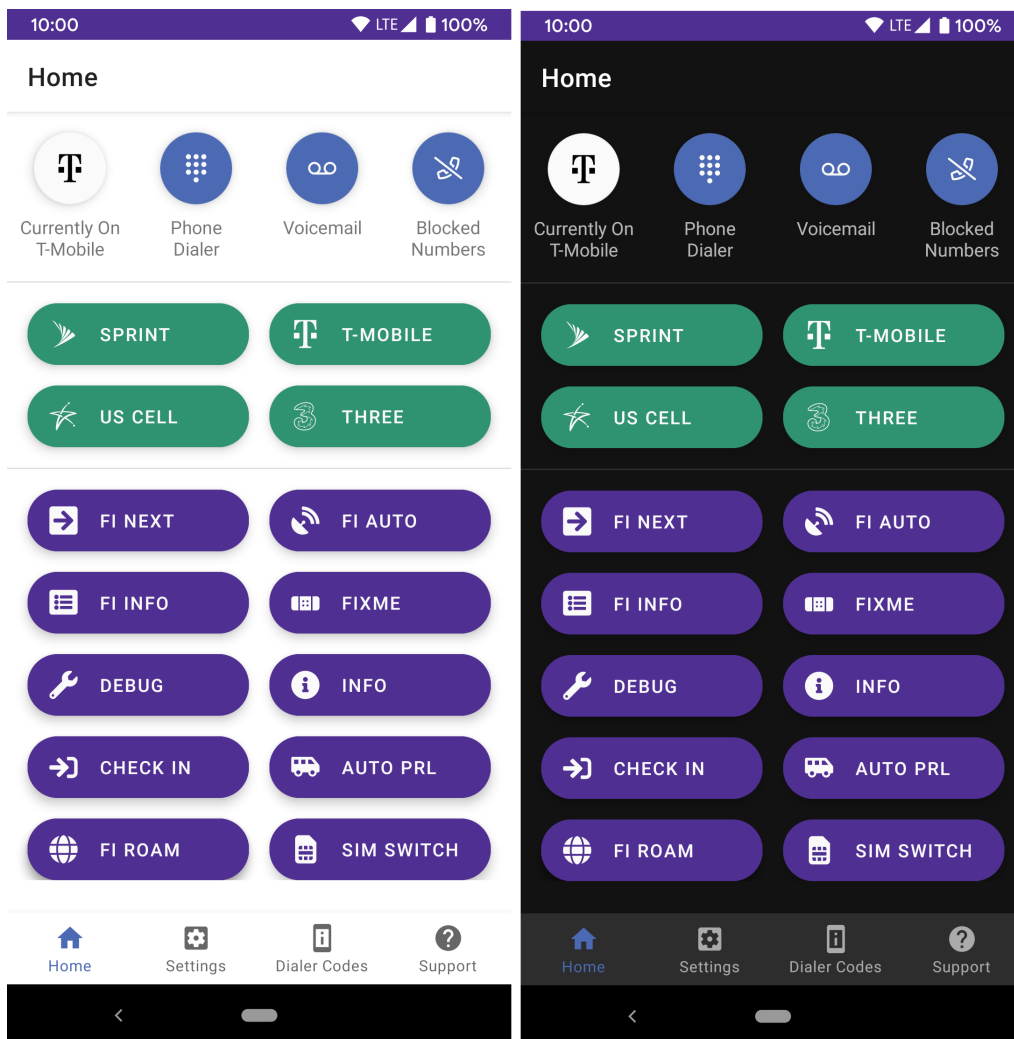 10:00 LTE 100%
Home
Currently On
T-Mobile
Phone
Dialer
Voicemail
Blocked
Numbers
SPRINT
T-MOBILE
US CELL
THREE
FI NEXT
FI AUTO
FI INFO
FIXME
DEBUG
INFO
CHECK IN
AUTO PRL
FI ROAM
SIM SWITCH
Home
Settings
Dialer Codes
Support
10:00 LTE 100%
Home
Currently On
T-Mobile
Phone
Dialer
Voicemail
Blocked
Numbers
SPRINT
T-MOBILE
US CELL
THREE
FI NEXT
FI AUTO
FI INFO
FIXME
DEBUG
INFO
CHECK IN
AUTO PRL
FI ROAM
SIM SWITCH
Home
Settings
Dialer Codes
Support